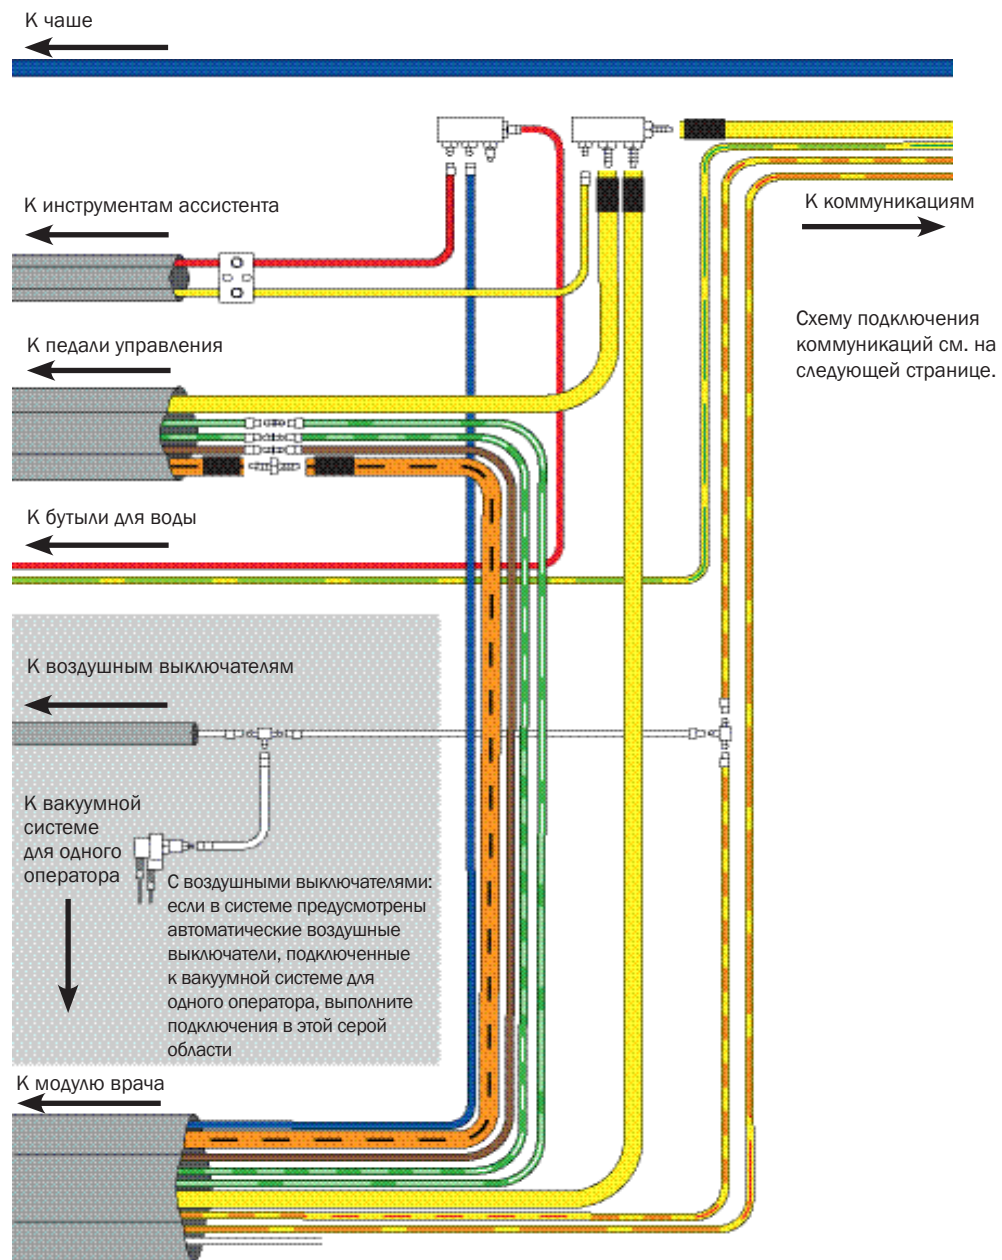 К чаше
К инструментам ассистента
К коммуникациям
Схему подключения
коммуникаций см. на
следующей странице.
К педали управления
К бутыли для воды
К воздушным выключателям
К вакуумной
системе
для одного
оператора
С воздушными выключателями:
если в системе предусмотрены
автоматические воздушные
выключатели, подключенные
к вакуумной системе для
одного оператора, выполните
подключения в этой серой
области
К модулю врача